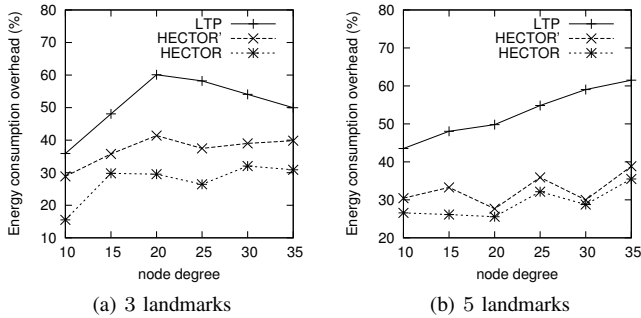 Energy consumption overhead (%)
80
70
60
50
40
30
20
10
10 15 20 25 30 35
node degree
LTP
HECTOR'
HECTOR
(a) 3 landmarks
Energy consumption overhead (%)
80
70
60
50
40
30
20
10 15 20 25 30 35
node degree
LTP
HECTOR'
HECTOR
(b) 5 landmarks